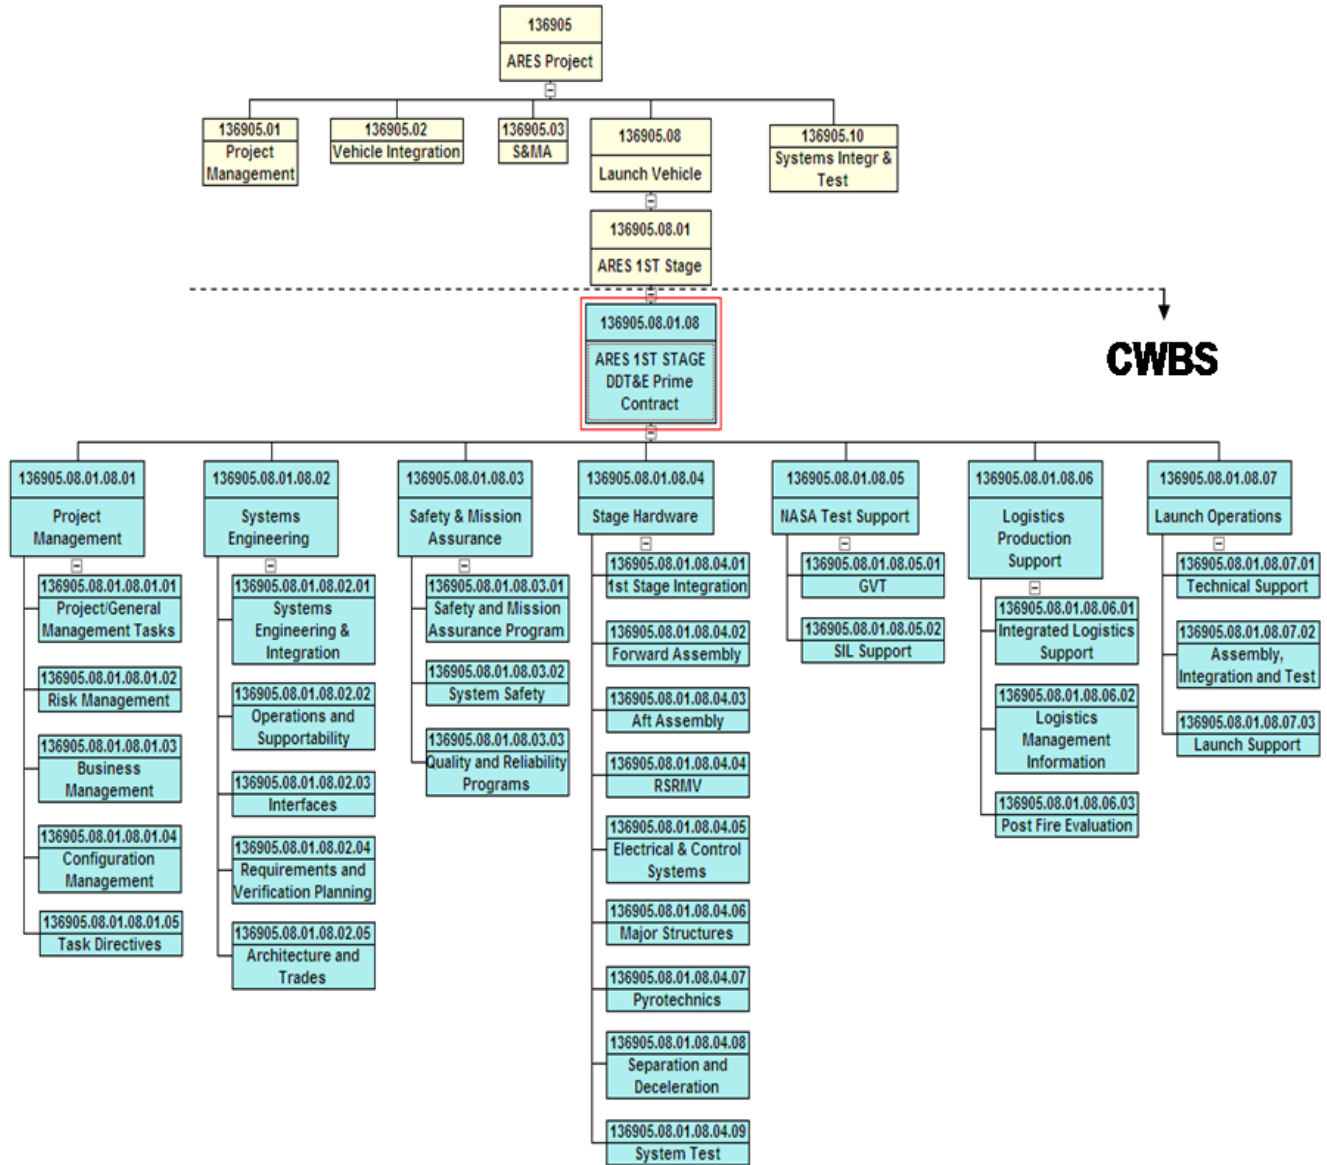 136905
ARES Project
136905.01
Project
Management
136905.02
Vehicle Integration
136905.03
S&MA
136905.08
Launch Vehicle
136905.10
Systems Integr &
Test
136905.08.01
ARES 1ST Stage
136905.08.01.08
ARES 1ST STAGE
DDT&E Prime
Contract
CWBS
136905.08.01.08.01
Project
Management
136905.08.01.08.01.01
Project/General
Management Tasks
136905.08.01.08.01.02
Risk Management
136905.08.01.08.01.03
Business
Management
136905.08.01.08.01.04
Configuration
Management
136905.08.01.08.01.05
Task Directives
136905.08.01.08.02
Systems
Engineering
136905.08.01.08.02.01
Systems
Engineering &
Integration
136905.08.01.08.02.02
Operations and
Supportability
136905.08.01.08.02.03
Interfaces
136905.08.01.08.02.04
Requirements and
Verification Planning
136905.08.01.08.02.05
Architecture and
Trades
136905.08.01.08.03
Safety & Mission
Assurance
136905.08.01.08.03.01
Safety and Mission
Assurance Program
136905.08.01.08.03.02
System Safety
136905.08.01.08.03.03
Quality and Reliability
Programs
136905.08.01.08.04
Stage Hardware
136905.08.01.08.04.01
1st Stage Integration
136905.08.01.08.04.02
Forward Assembly
136905.08.01.08.04.03
Aft Assembly
136905.08.01.08.04.04
RSRMV
136905.08.01.08.04.05
Electrical & Control
Systems
136905.08.01.08.04.06
Major Structures
136905.08.01.08.04.07
Pyrotechnics
136905.08.01.08.04.08
Separation and
Deceleration
136905.08.01.08.04.09
System Test
136905.08.01.08.05
NASA Test Support
136905.08.01.08.05.01
GVT
136905.08.01.08.05.02
SIL Support
136905.08.01.08.06
Logistics
Production
Support
136905.08.01.08.06.01
Integrated Logistics
Support
136905.08.01.08.06.02
Logistics
Management
Information
136905.08.01.08.06.03
Post Fire Evaluation
136905.08.01.08.07
Launch Operations
136905.08.01.08.07.01
Technical Support
136905.08.01.08.07.02
Assembly,
Integration and Test
136905.08.01.08.07.03
Launch Support